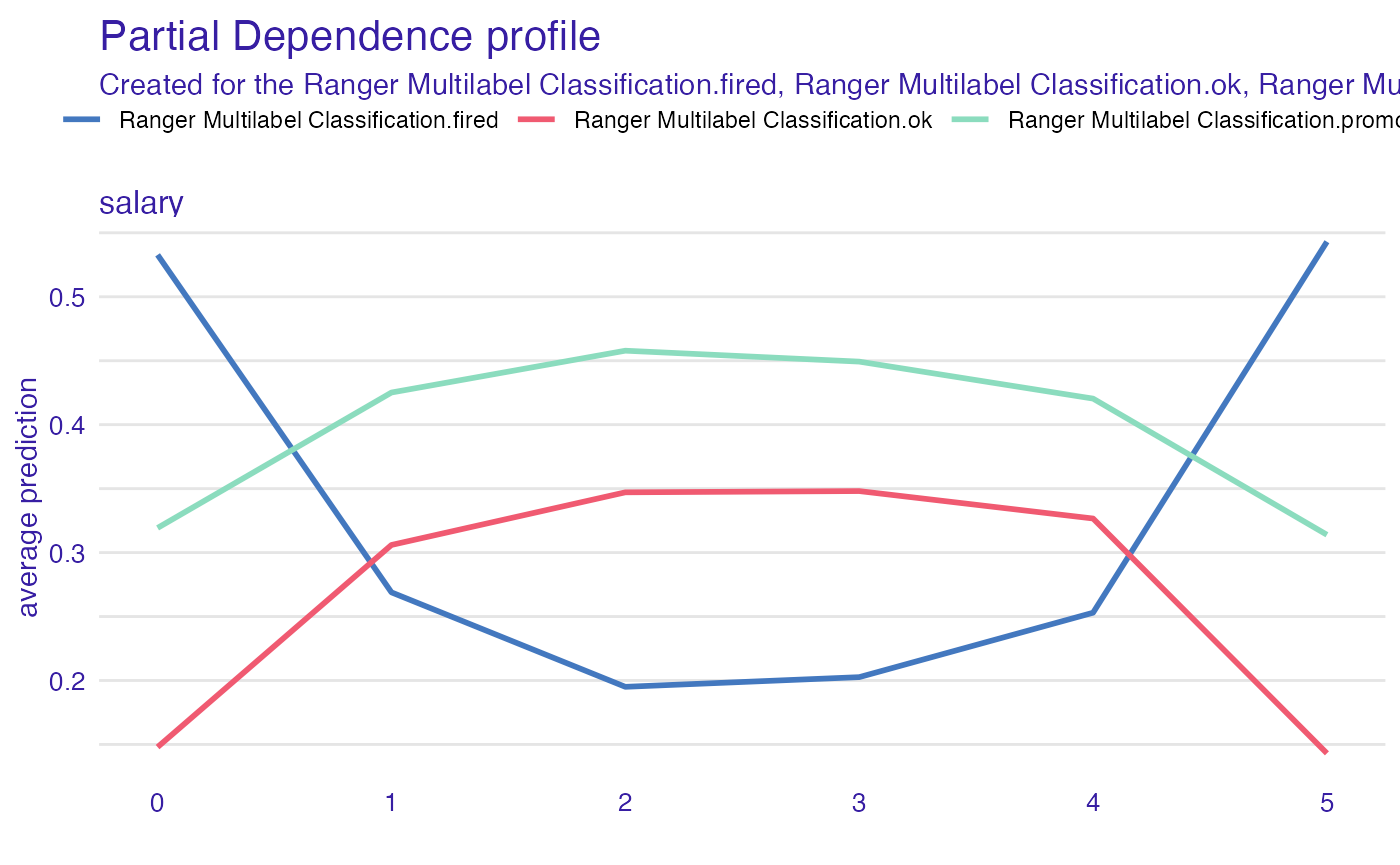 Partial Dependence profile
Created for the Ranger Multilabel Classification.fired, Ranger Multilabel Classification.ok, Ranger Mu
Ranger Multilabel Classification.fired Ranger Multilabel Classification.ok Ranger Multilabel Classification.promo
salary
average prediction
0.5
0.4
0.3
0.2
0 1 2 3 4 5